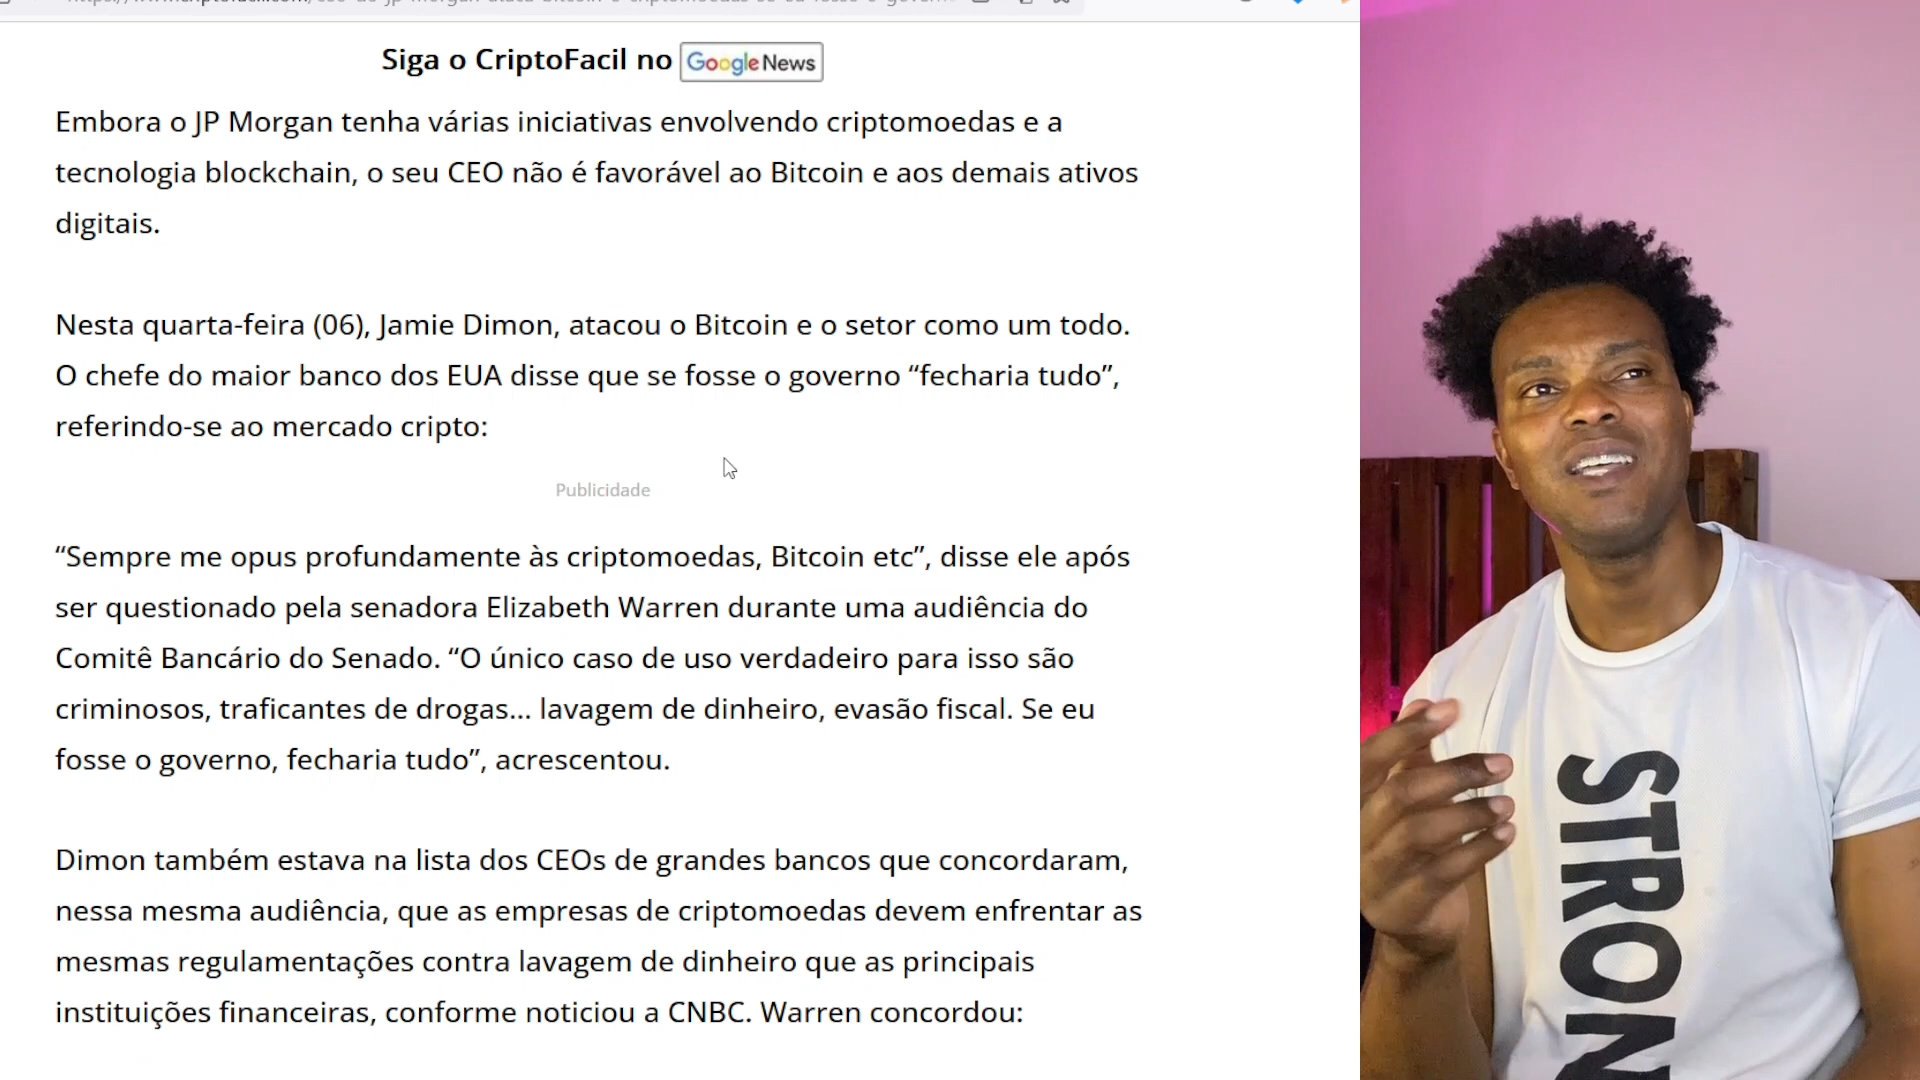 Siga o CriptoFacil no Google News
Embora o JP Morgan tenha várias iniciativas envolvendo criptomoedas e a
tecnologia blockchain, o seu CEO não é favorável ao Bitcoin e aos demais ativos
digitais.
Nesta quarta-feira (06), Jamie Dimon, atacou o Bitcoin e o setor como um todo.
O chefe do maior banco dos EUA disse que se fosse o governo “fecharia tudo”,
referindo-se ao mercado cripto:
Publicidade
“Sempre me opus profundamente às criptomoedas, Bitcoin etc”, disse ele após
ser questionado pela senadora Elizabeth Warren durante uma audiência do
Comitê Bancário do Senado. “O único caso de uso verdadeiro para isso são
criminosos, traficantes de drogas... lavagem de dinheiro, evasão fiscal. Se eu
fosse o governo, fecharia tudo”, acrescentou.
Dimon também estava na lista dos CEOs de grandes bancos que concordaram,
nessa mesma audiência, que as empresas de criptomoedas devem enfrentar as
mesmas regulamentações contra lavagem de dinheiro que as principais
instituições financeiras, conforme noticiou a CNBC. Warren concordou:
STRON